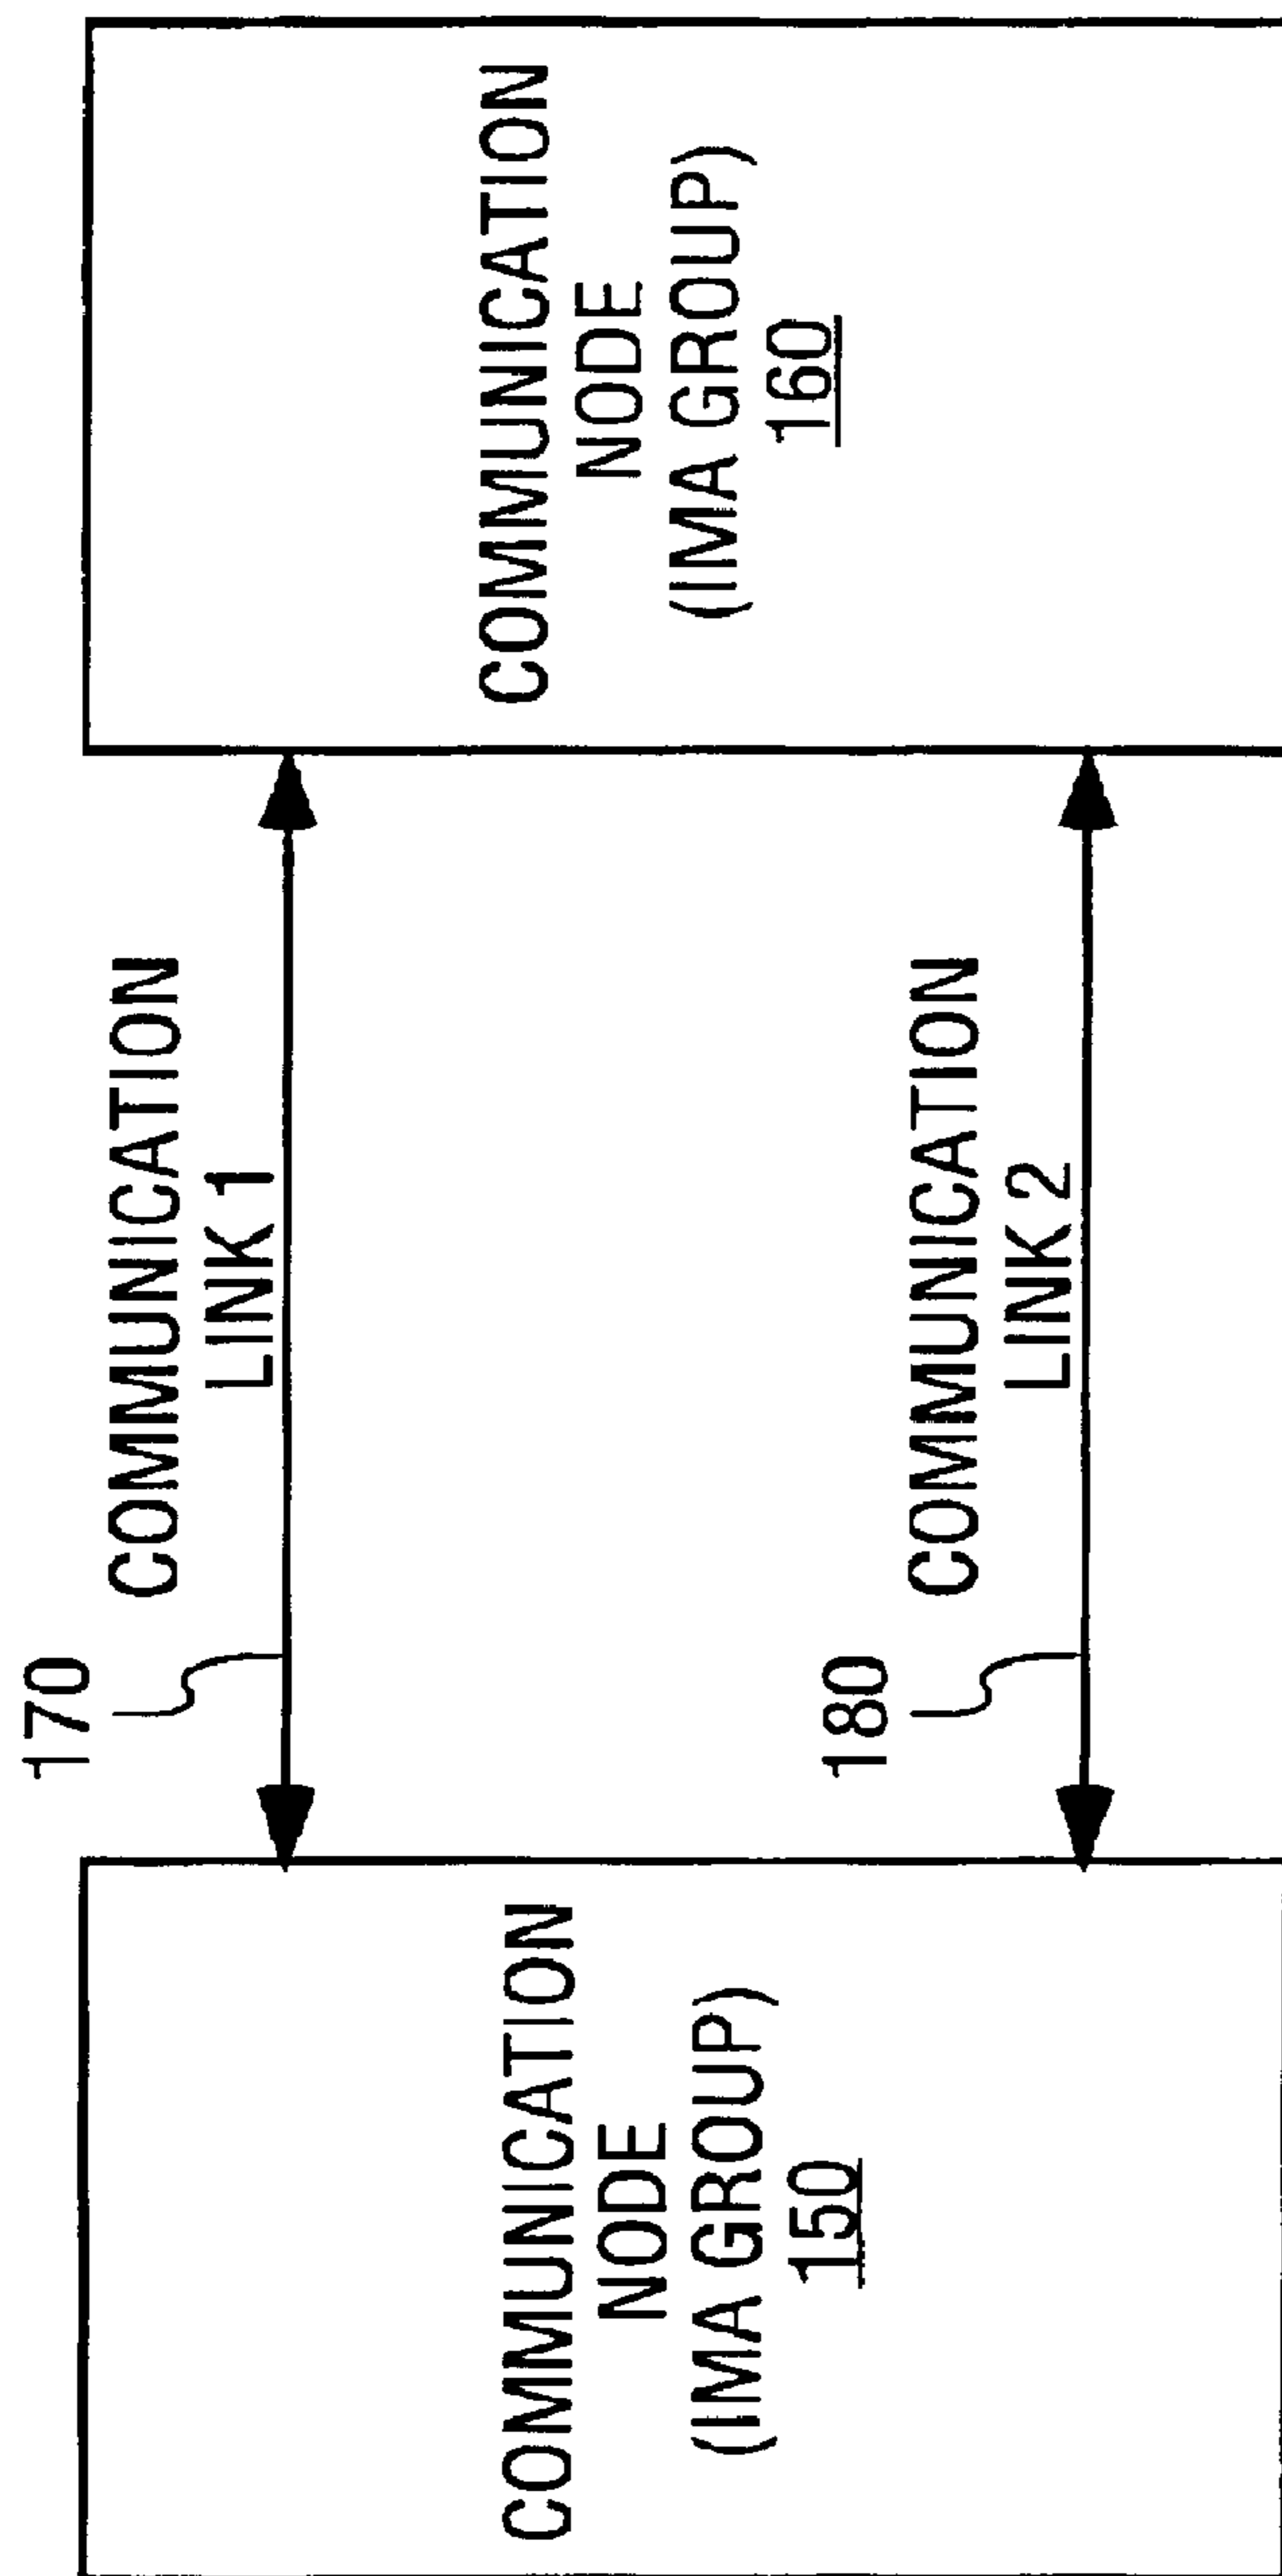 170
COMMUNICATION
LINK 1
COMMUNICATION
NODE
(IMA GROUP)
150
COMMUNICATION
NODE
(IMA GROUP)
160
180
COMMUNICATION
LINK 2